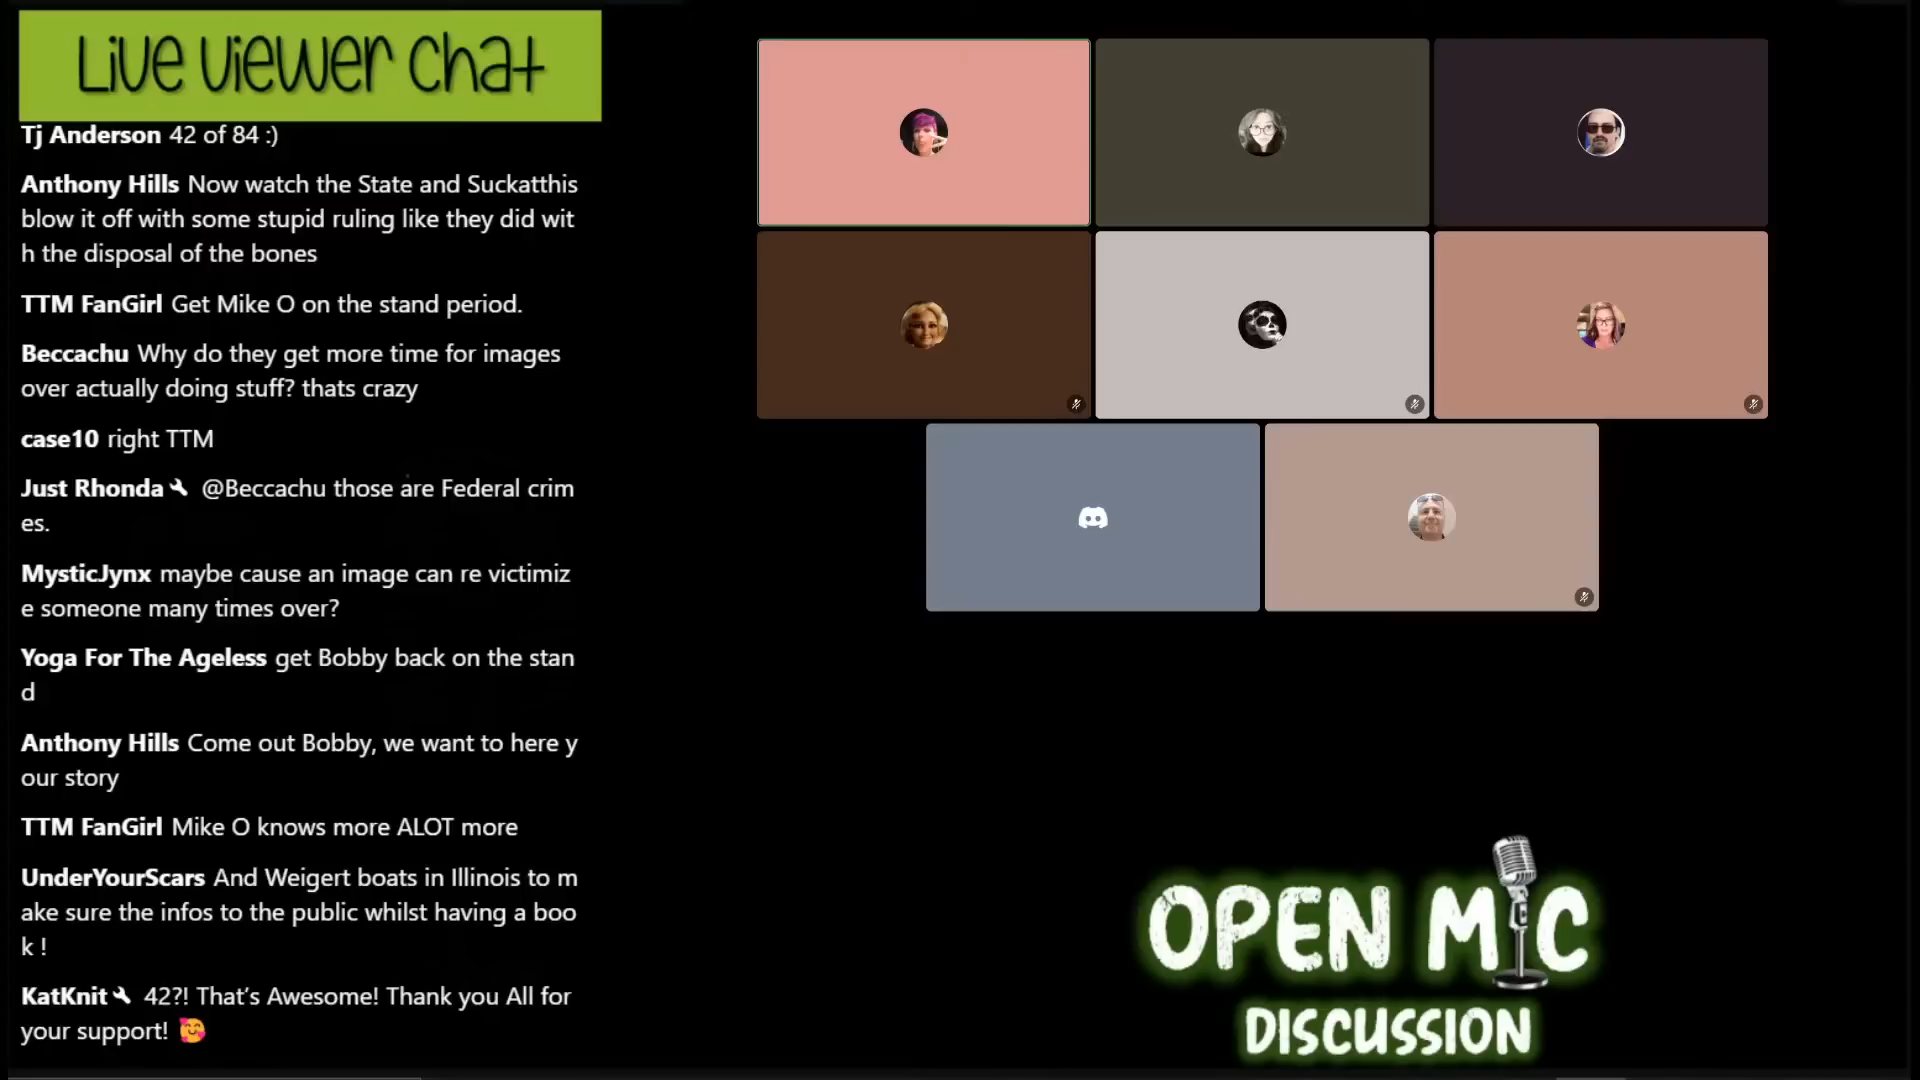 Live Viewer Chat
Tj Anderson 42 of 84 :)
Anthony Hills Now watch the State and Suckatthis
blow it off with some stupid ruling like they did wit
h the disposal of the bones
TTM FanGirl Get Mike O on the stand period.
Beccachu Why do they get more time for images
over actually doing stuff? thats crazy
case10 right TTM
Just Rhonda @Beccachu those are Federal crim
es.
MysticJynx maybe cause an image can re victimiz
e someone many times over?
Yoga For The Ageless get Bobby back on the stan
d
Anthony Hills Come out Bobby, we want to here y
our story
TTM FanGirl Mike O knows more ALOT more
UnderYourScars And Weigert boats in Illinois to m
ake sure the infos to the public whilst having a boo
k !
KatKnit 42?! That’s Awesome! Thank you All for
your support! 🥰
OPEN MIC
DISCUSSION